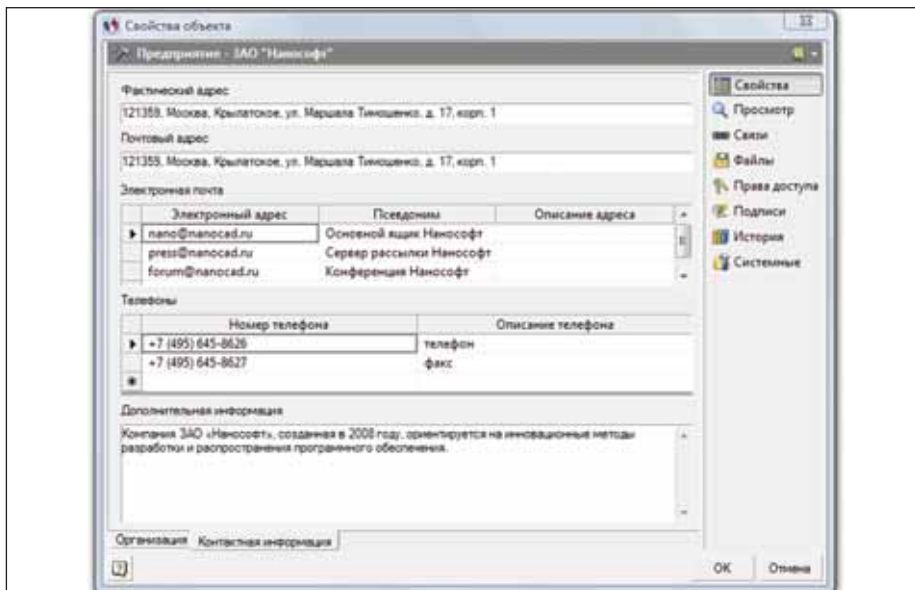 Свойства объекта
Предприятие - ЗАО "Нанософт"
Фактический адрес
121359, Москва, Крылатское, ул. Маршала Тимошенко, д. 17, корп. 1
Почтовый адрес
121359, Москва, Крылатское, ул. Маршала Тимошенко, д. 17, корп. 1
Электронная почта
Электронный адрес Псевдоним Описание адреса
nano@nanocad.ru Основной ящик Нанософт
press@nanocad.ru Сервер рассылки Нанософт
forum@nanocad.ru Конференция Нанософт
Телефоны
Номер телефона Описание телефона
+7 (495) 645-8626 телефон
+7 (495) 645-8627 факс
Дополнительная информация
Компания ЗАО «Нанософт», созданная в 2008 году, ориентируется на инновационные методы
разработки и распространения программного обеспечения.
Организация Контактная информация
Свойства
Просмотр
Связи
Файлы
Права доступа
Подписи
История
Системные
OK Отмена